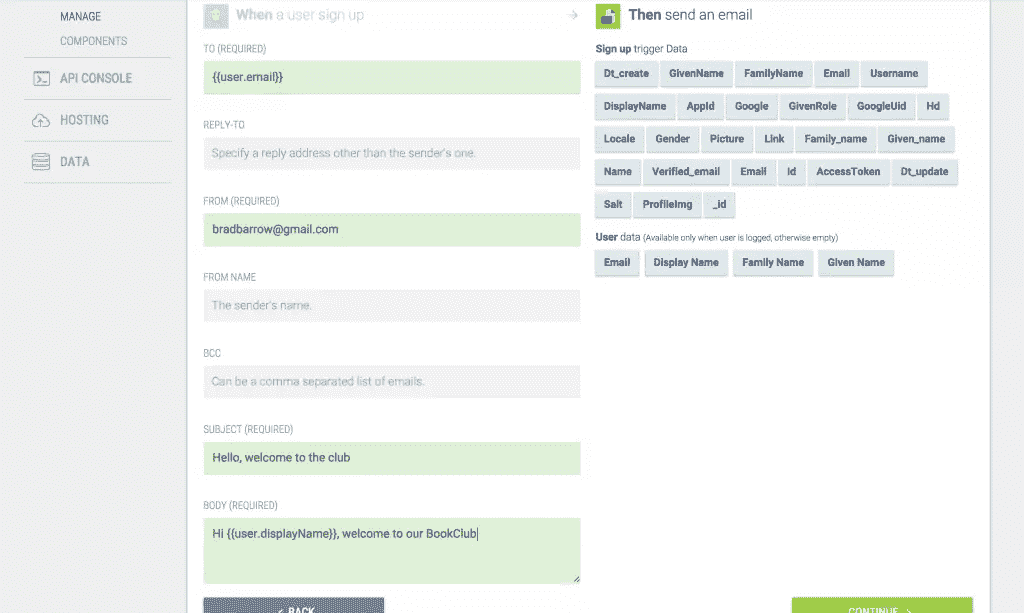 MANAGE
COMPONENTS
API CONSOLE
HOSTING
DATA
When a user sign up
TO (REQUIRED)
{{user.email}}
REPLY-TO
Specify a reply address other than the sender's one.
FROM (REQUIRED)
bradbarrow@gmail.com
FROM NAME
The sender's name.
BCC
Can be a comma separated list of emails.
SUBJECT (REQUIRED)
Hello, welcome to the club
BODY (REQUIRED)
Hi {{user.displayName}}, welcome to our BookClub
< BACK
Then send an email
Sign up trigger Data
Dt_create GivenName FamilyName Email Username
DisplayName AppId Google GivenRole GoogleUid Hd
Locale Gender Picture Link Family_name Given_name
Name Verified_email Email Id AccessToken Dt_update
Salt ProfileImg _id
User data (Available only when user is logged, otherwise empty)
Email Display Name Family Name Given Name
CONTINUE >